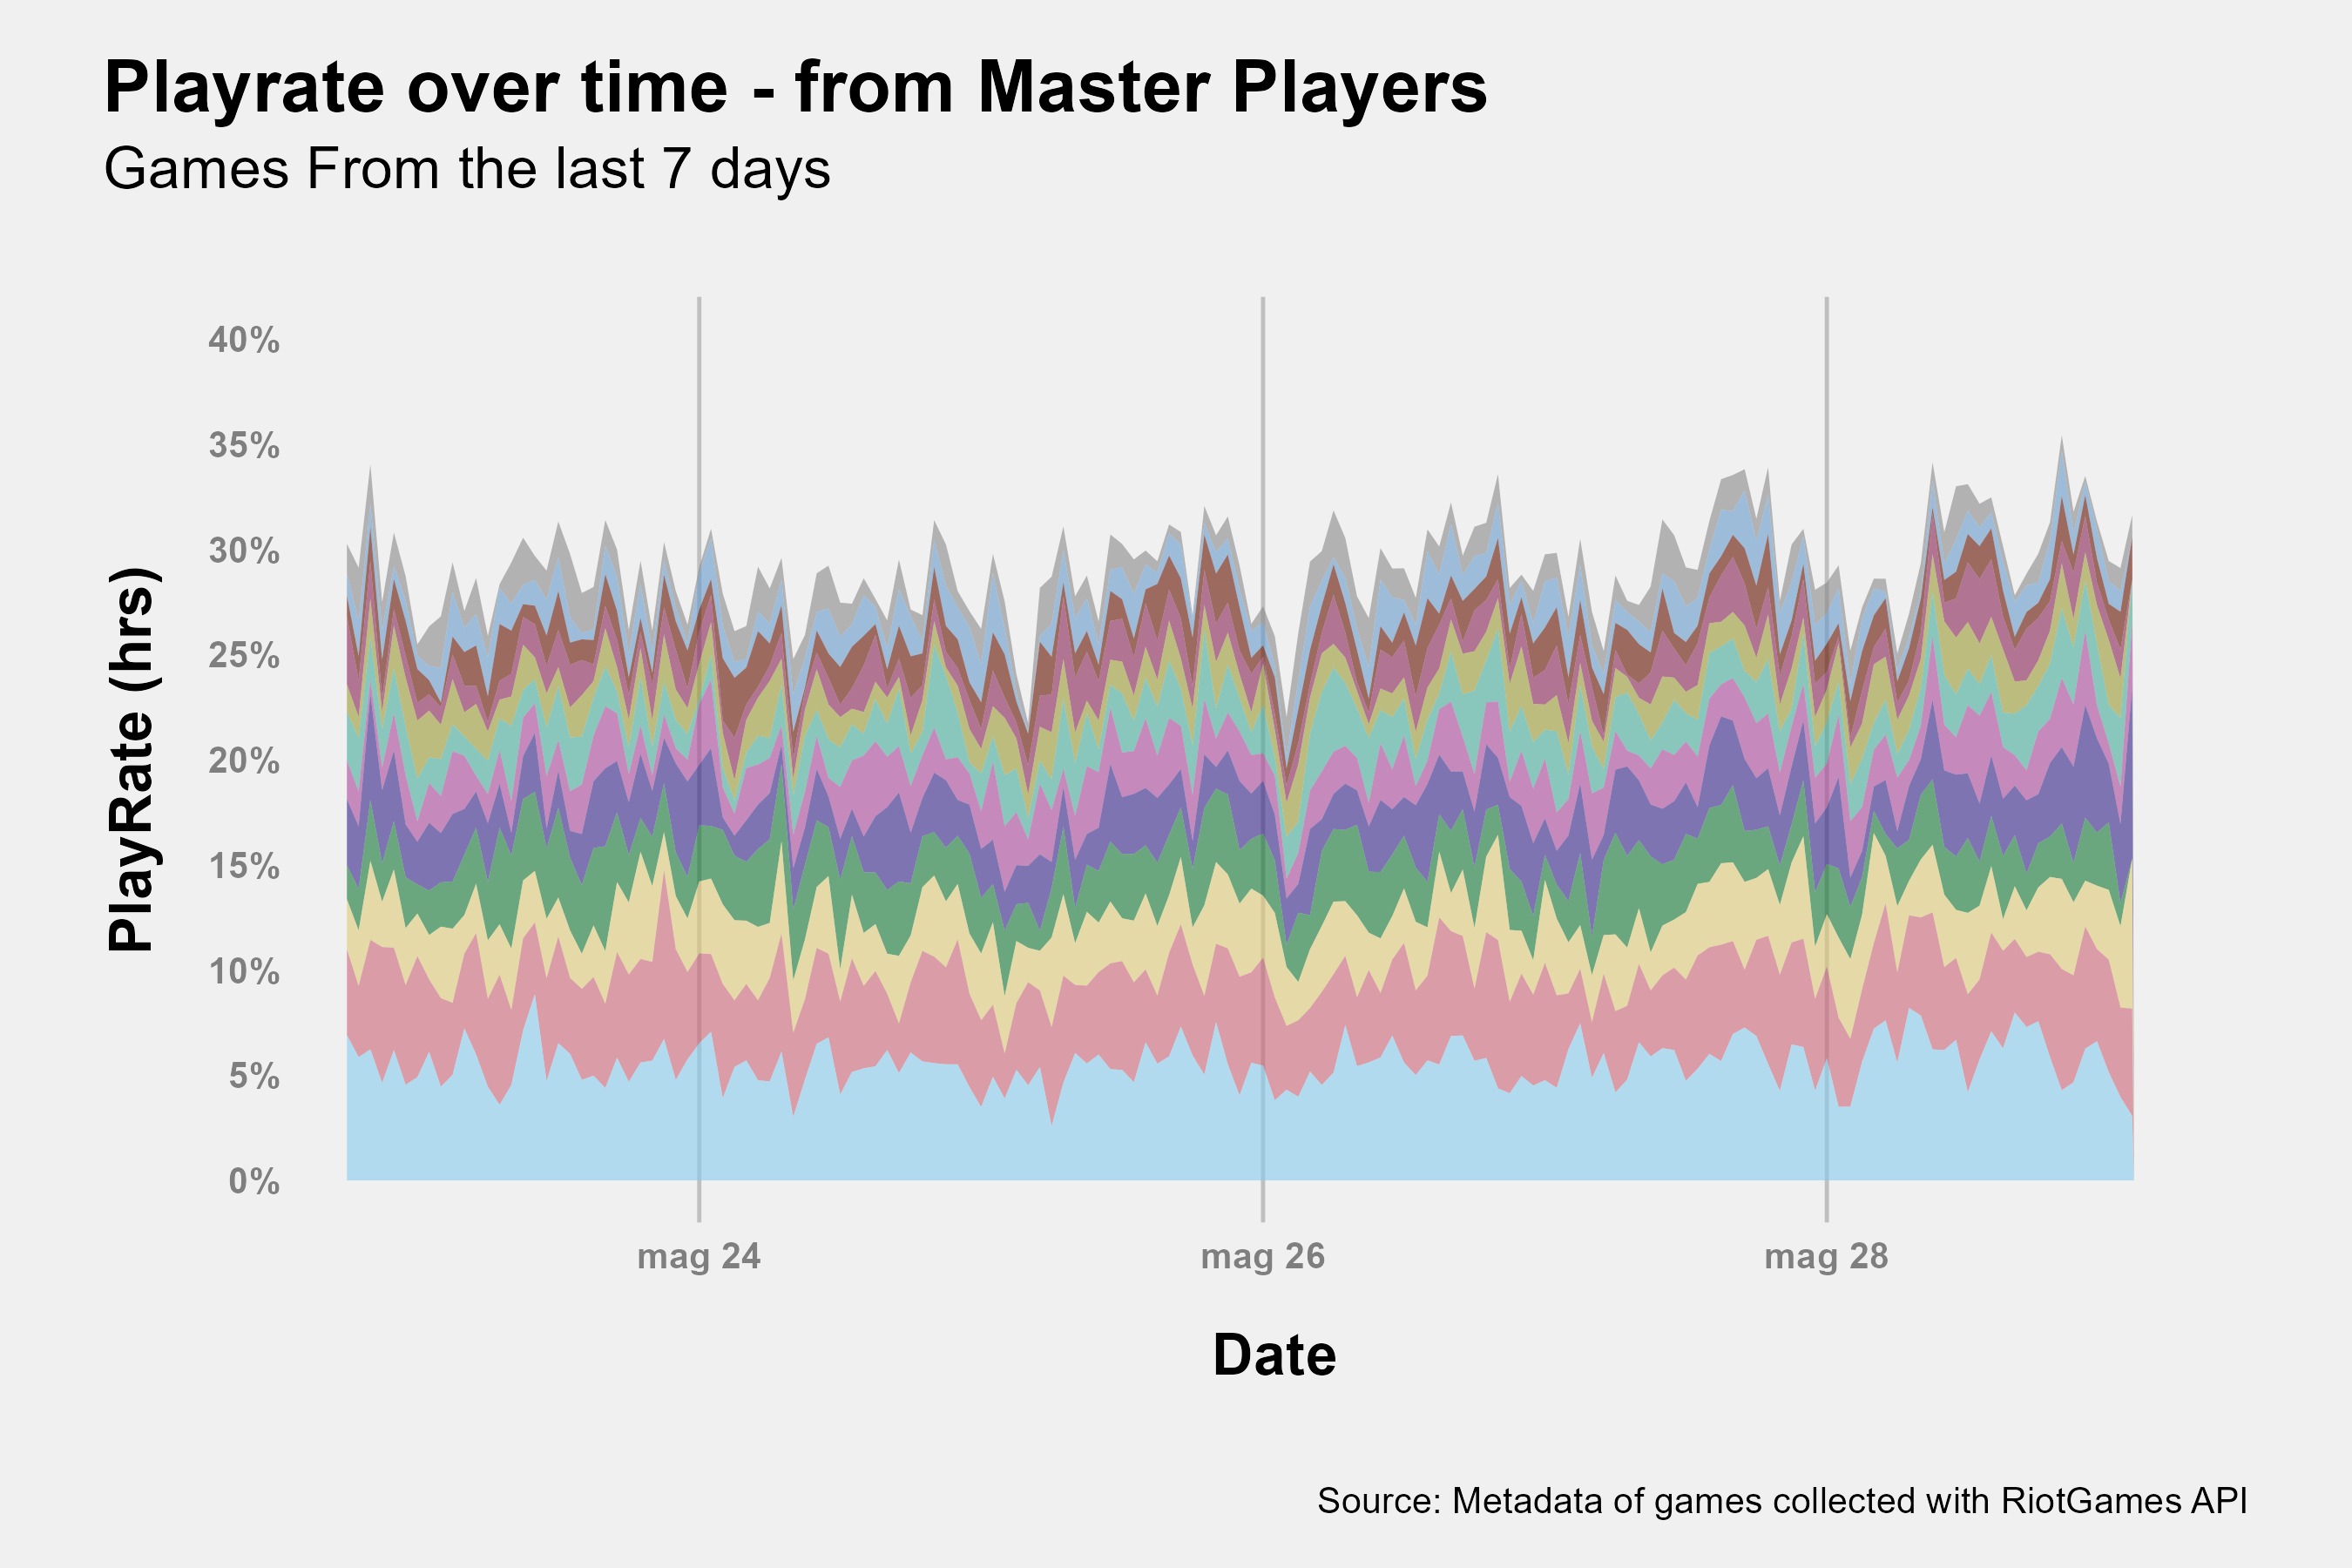 Playrate over time - from Master Players
Games From the last 7 days
40%
35%
30%
25%
20%
15%
10%
5%
0%
PlayRate (hrs)
mag 24
mag 26
mag 28
Date
Source: Metadata of games collected with RiotGames API